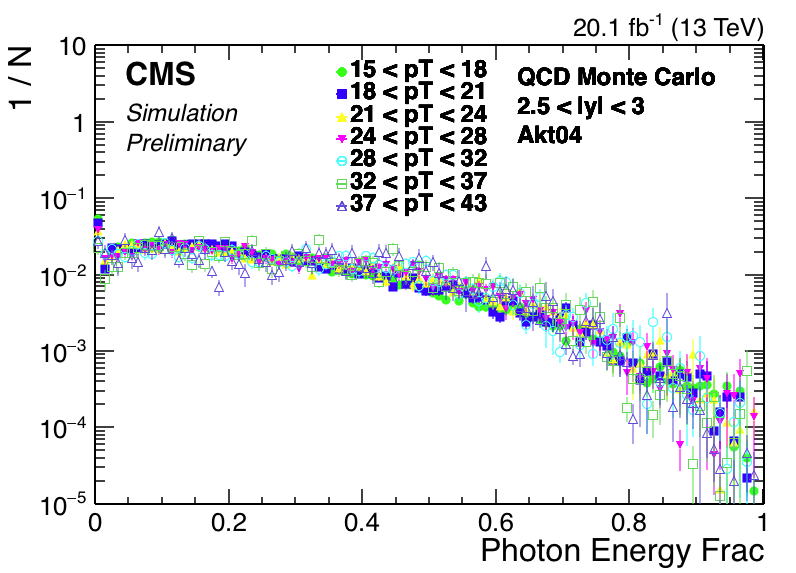 20.1 fb⁻¹ (13 TeV)
1 / N
10
1
10⁻¹
10⁻²
10⁻³
10⁻⁴
10⁻⁵
CMS
Simulation
Preliminary
15 < pT < 18
18 < pT < 21
21 < pT < 24
24 < pT < 28
28 < pT < 32
32 < pT < 37
37 < pT < 43
QCD Monte Carlo
2.5 < |y| < 3
Akt04
0 0.2 0.4 0.6 0.8 1
Photon Energy Frac